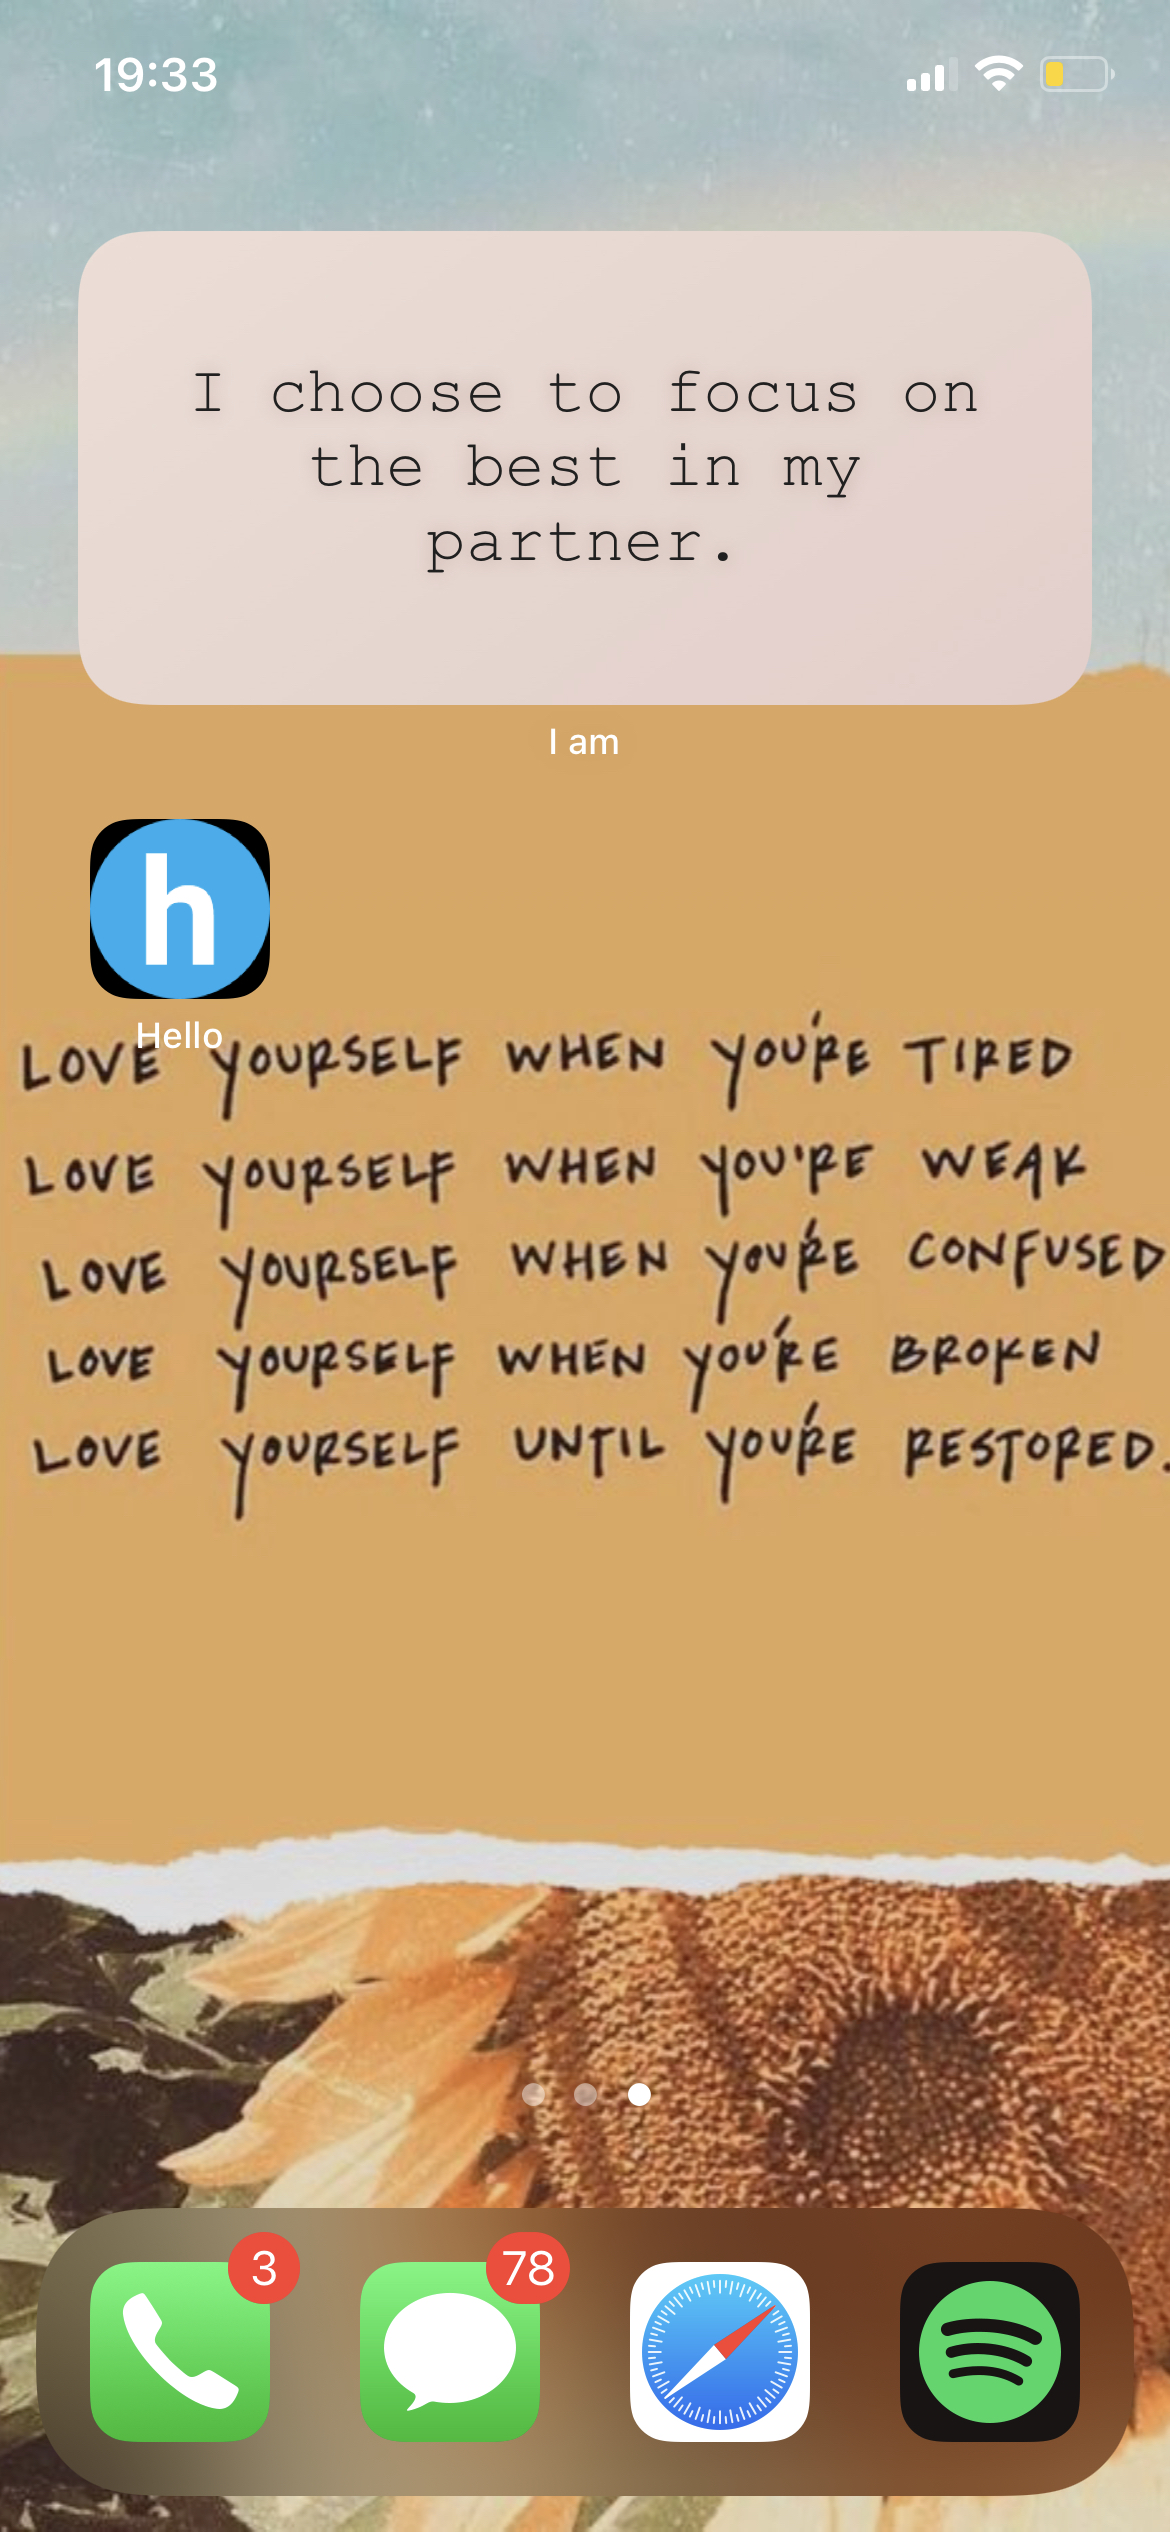 19:33
I choose to focus on
the best in my
partner.
I am
h
Hello
LOVE YOURSELF WHEN YOU'RE TIRED
LOVE YOURSELF WHEN YOU'RE WEAK
LOVE YOURSELF WHEN YOU'RE CONFUSED
LOVE YOURSELF WHEN YOU'RE BROKEN
LOVE YOURSELF UNTIL YOU'RE RESTORED.
3
78